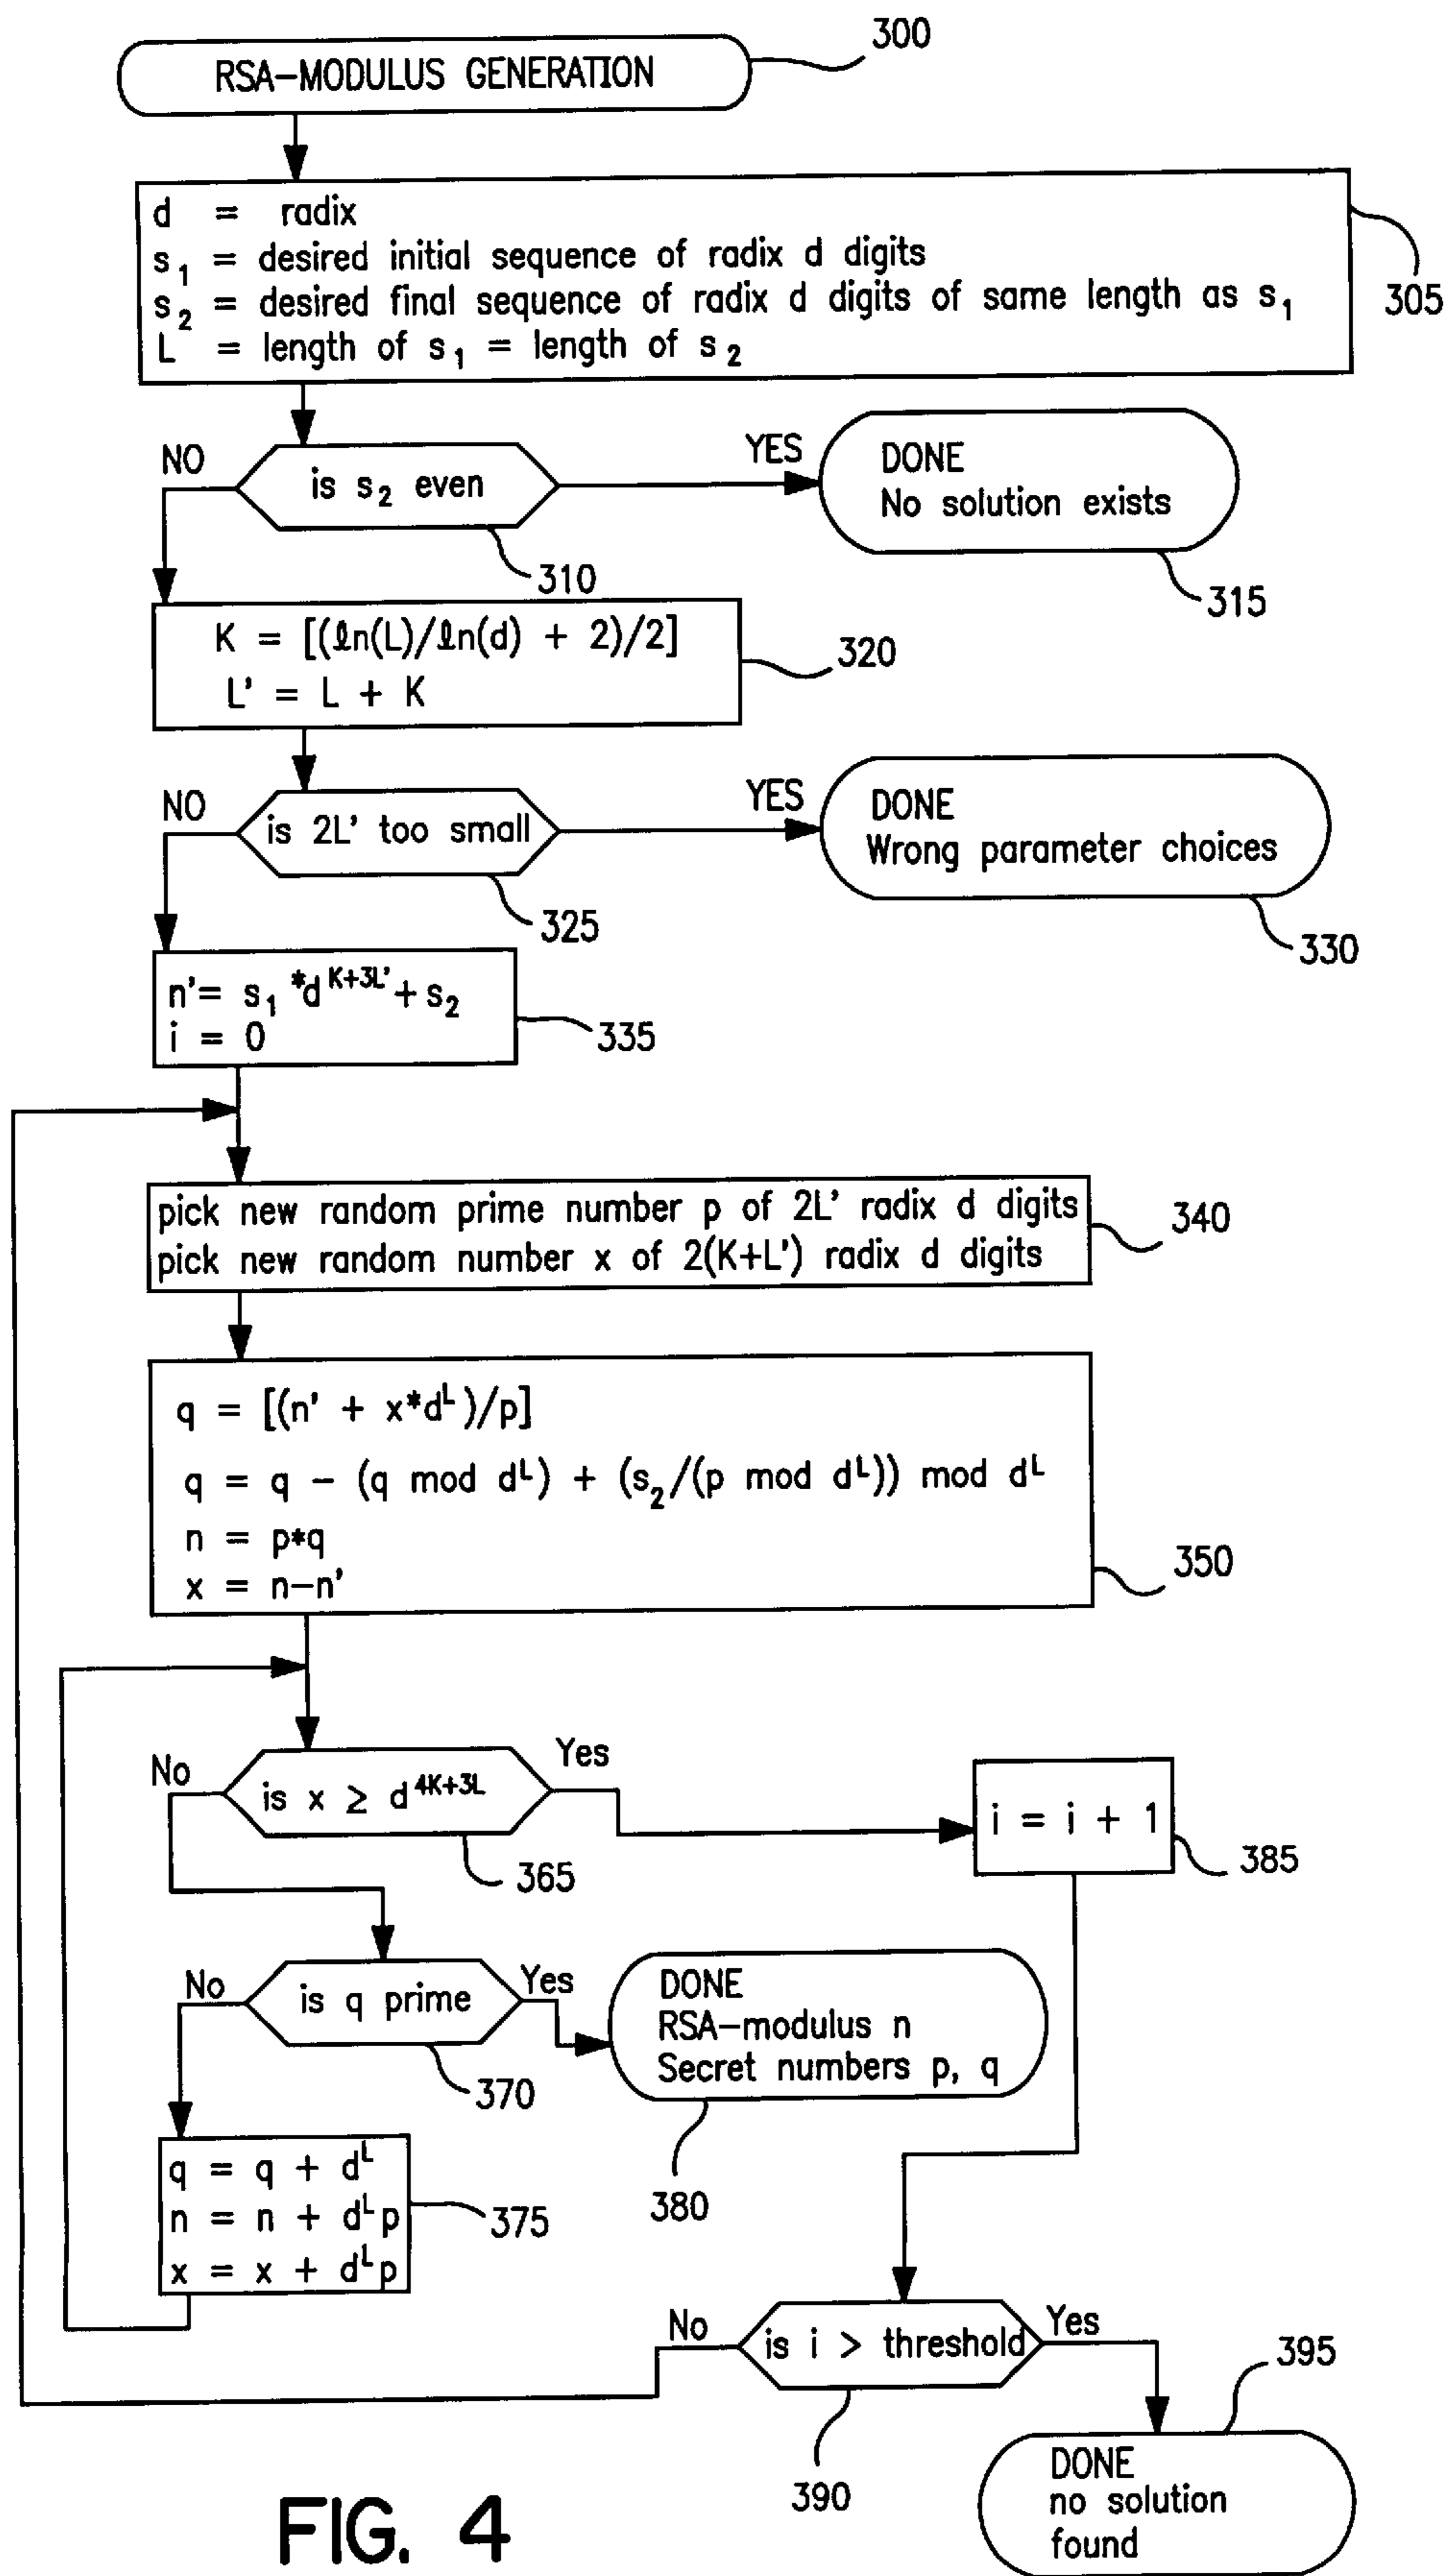 300
RSA-MODULUS GENERATION
d = radix
s₁ = desired initial sequence of radix d digits
s₂ = desired final sequence of radix d digits of same length as s₁
L = length of s₁ = length of s₂
305
NO
is s₂ even
YES
DONE
No solution exists
310
315
K = [(ℓn(L)/ℓn(d) + 2)/2]
L' = L + K
320
NO
is 2L' too small
YES
DONE
Wrong parameter choices
325
330
n'= s₁ *d^{K+3L'}+ s₂
i = 0
335
pick new random prime number p of 2L' radix d digits
pick new random number x of 2(K+L') radix d digits
340
q = [(n' + x*d^L)/p]
q = q – (q mod d^L) + (s₂/(p mod d^L)) mod d^L
n = p*q
x = n–n'
350
No
is x ≥ d^{4K+3L}
Yes
i = i + 1
365
385
No
is q prime
Yes
DONE
RSA–modulus n
Secret numbers p, q
370
380
q = q + d^L
n = n + d^L p
x = x + d^L p
375
No
is i > threshold
Yes
390
395
DONE
no solution
found
FIG. 4